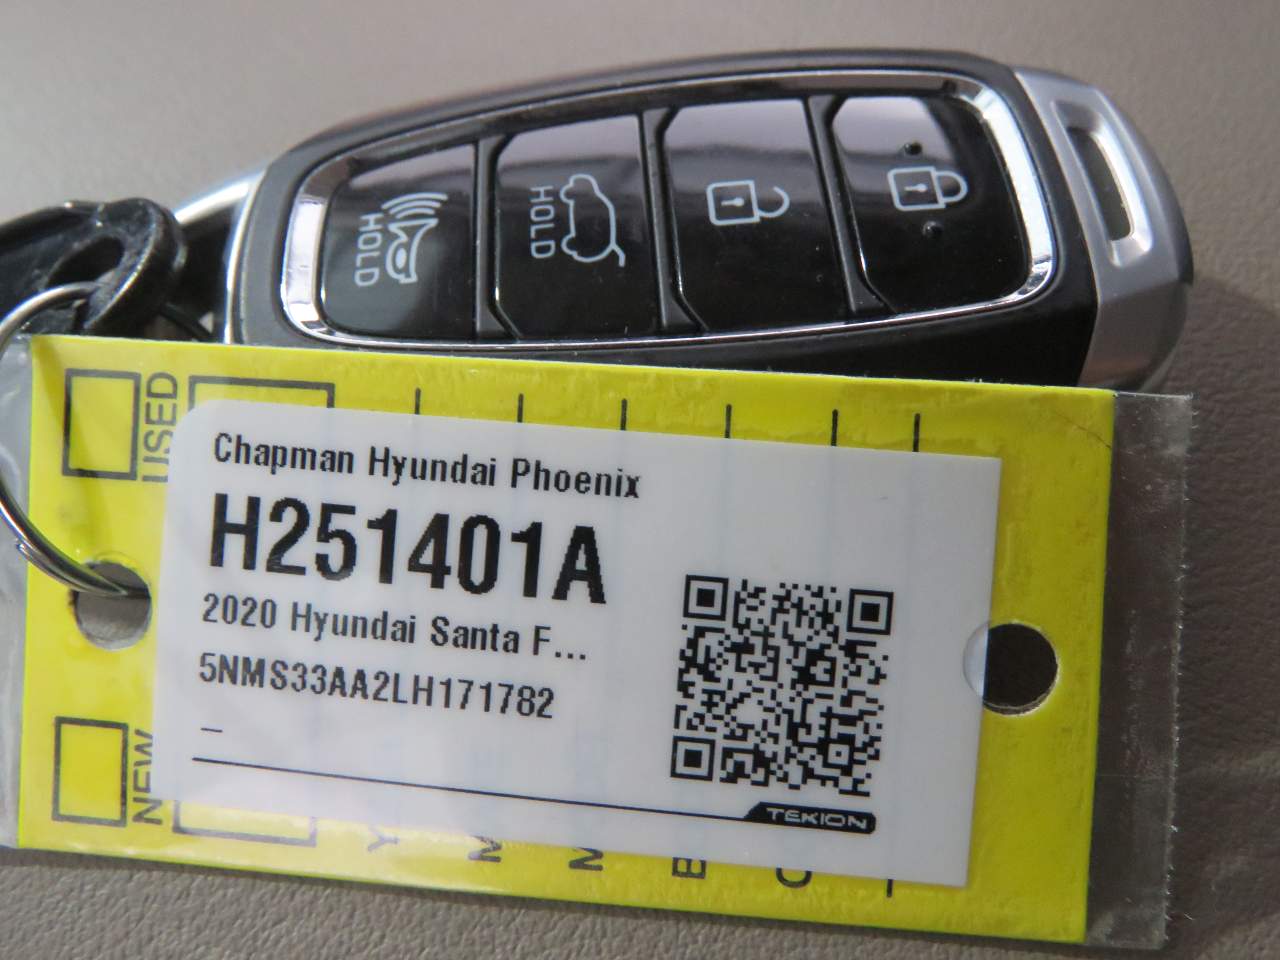 HOLD
HOLD
USED
Chapman Hyundai Phoenix
H251401A
2020 Hyundai Santa F...
5NMS33AA2LH171782
–
NEW
TEKION
Y
M
M
B
C